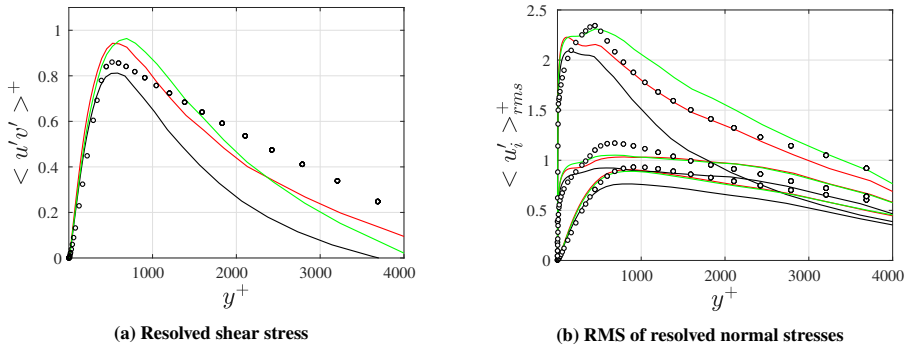 (a)
1
0.8
0.6
0.4
0.2
0
1000
2000
3000
4000
< u'v' >+
y+
(a) Resolved shear stress
(b)
2.5
2
1.5
1
0.5
0
0
1000
2000
3000
4000
< u'i >+rms
y+
(b) RMS of resolved normal stresses